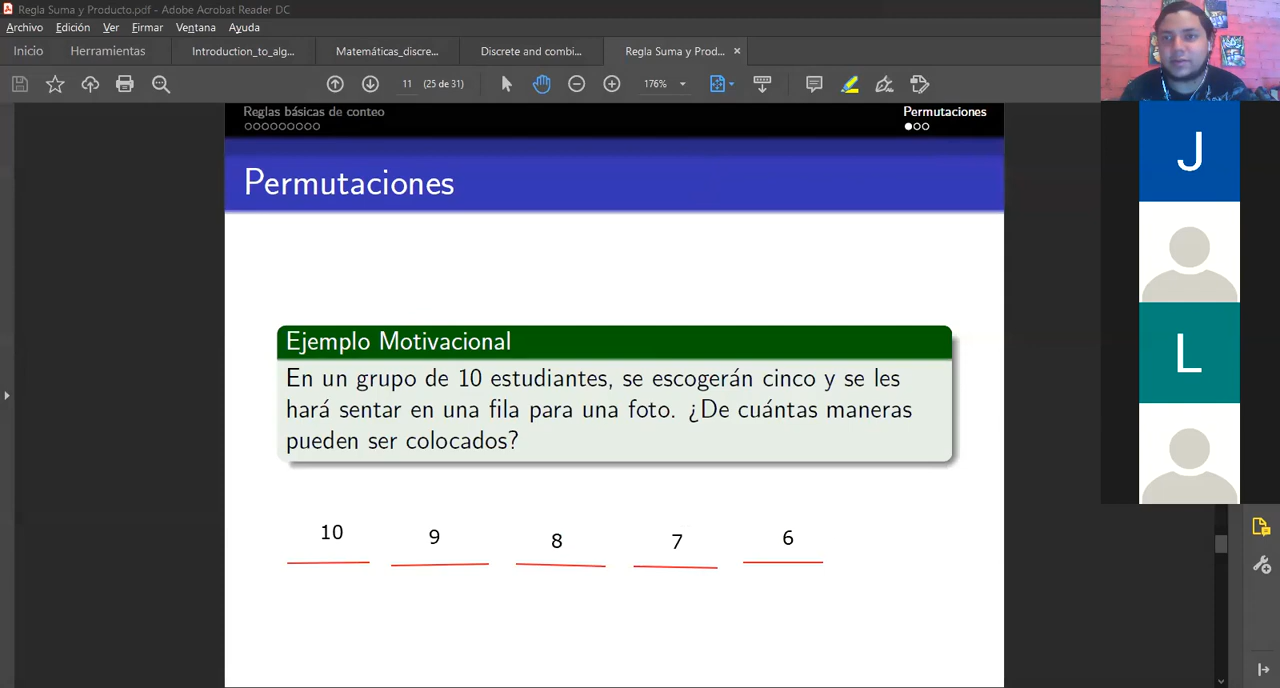 Regla Suma y Producto.pdf - Adobe Acrobat Reader DC
Archivo Edición Ver Firmar Ventana Ayuda
Inicio Herramientas Introduction_to_alg... Matemáticas_discre... Discrete and combi... Regla Suma y Prod... ×
11 (25 de 31) 176%
Reglas básicas de conteo Permutaciones
Permutaciones
Ejemplo Motivacional
En un grupo de 10 estudiantes, se escogerán cinco y se les
hará sentar en una fila para una foto. ¿De cuántas maneras
pueden ser colocados?
10 9 8 7 6
J
L